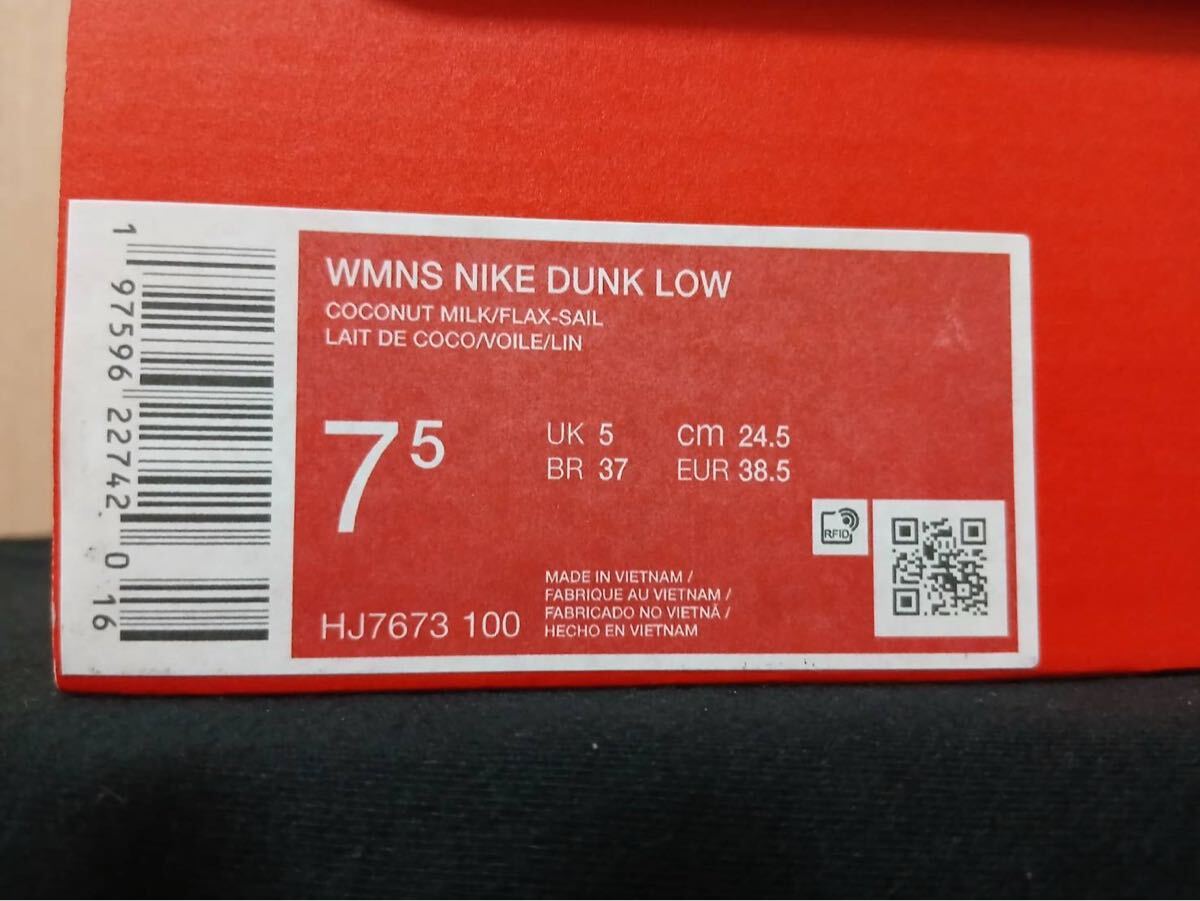 WMNS NIKE DUNK LOW
COCONUT MILK/FLAX-SAIL
LAIT DE COCO/VOILE/LIN
7 5
UK 5 cm 24.5
BR 37 EUR 38.5
RFID
MADE IN VIETNAM /
FABRIQUE AU VIETNAM /
FABRICADO NO VIETNÃ /
HECHO EN VIETNAM
HJ7673 100
1 97596 22742 0 16